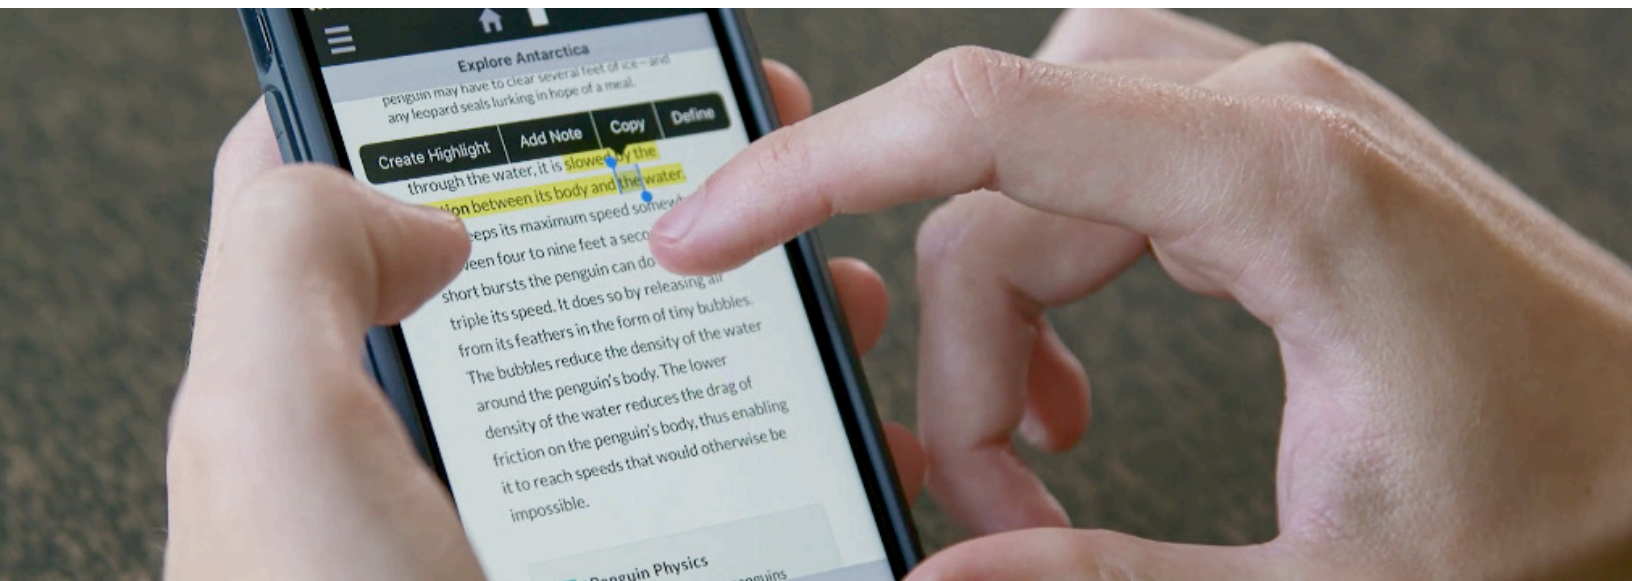 Explore Antarctica
penguin may have to clear several feet of ice—and
any leopard seals lurking in hope of a meal.
Create Highlight Add Note Copy Define
through the water, it is slowed by the
between its body and the water.
its maximum speed
four to nine feet a
short bursts the penguin can do
triple its speed. It does so by releasing air
from its feathers in the form of tiny bubbles.
The bubbles reduce the density of the water
around the penguin's body. The lower
density of the water reduces the drag of
friction on the penguin's body, thus enabling
it to reach speeds that would otherwise be
impossible.
Penguin Physics
penguins